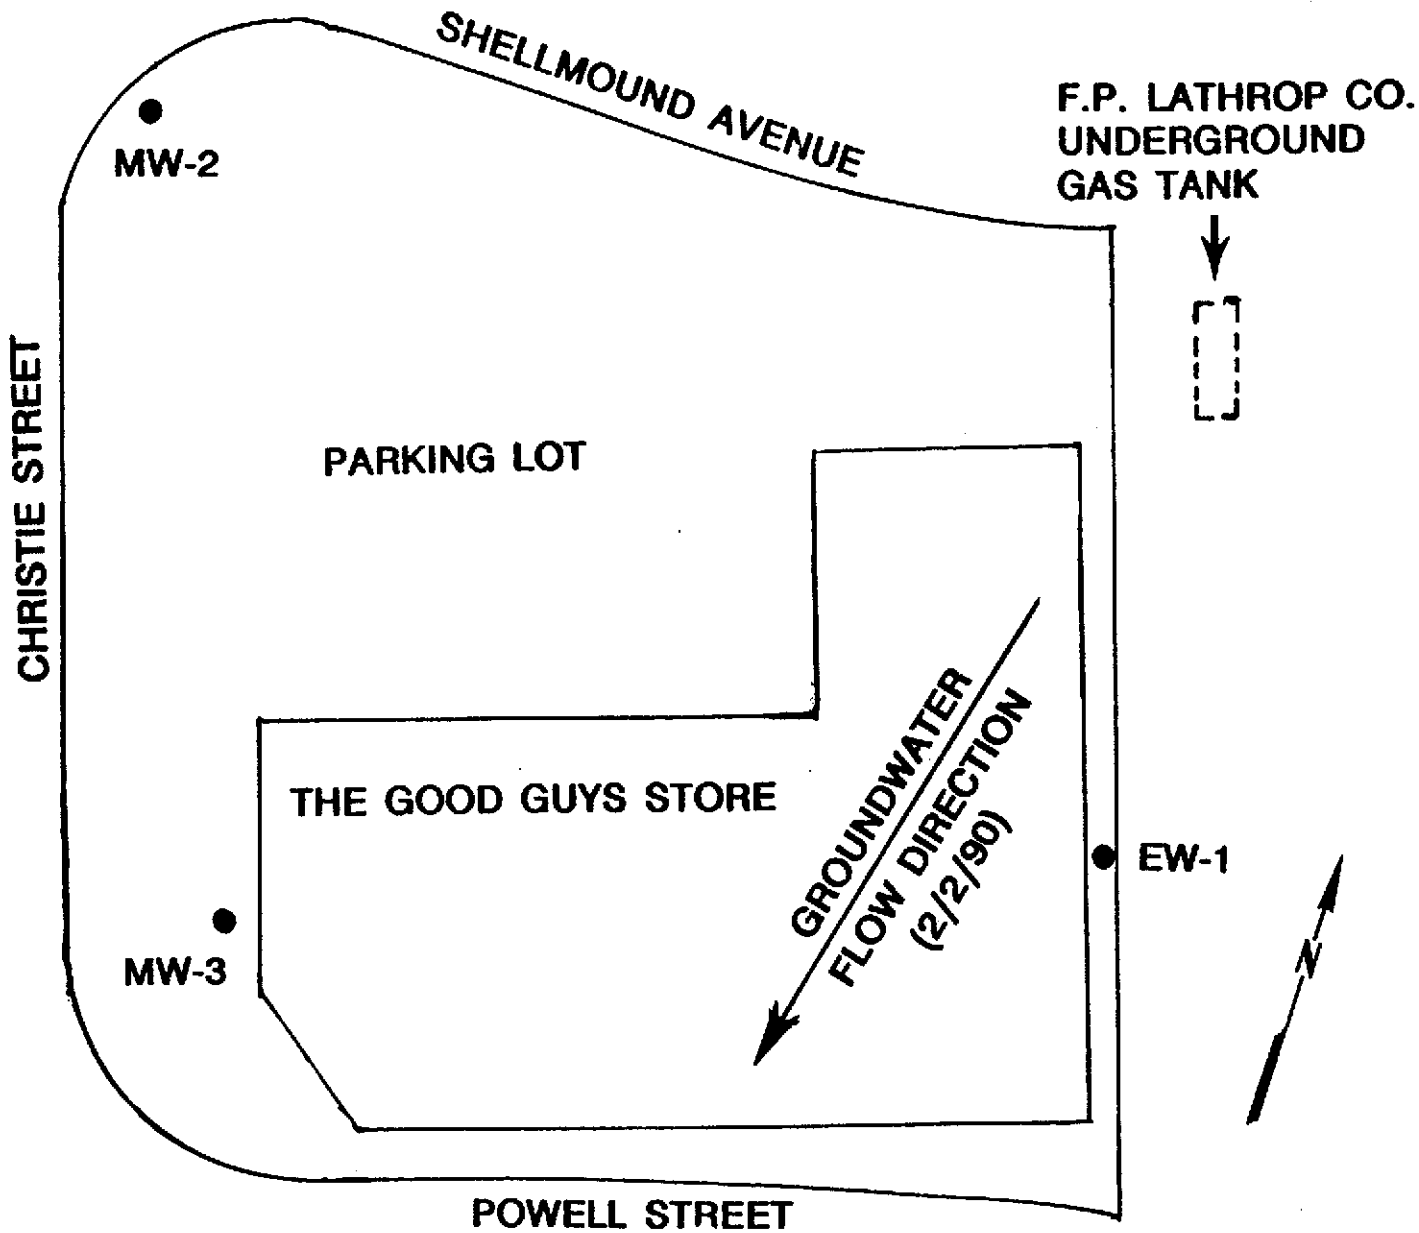 SHELLMOUND AVENUE
F.P. LATHROP CO.
UNDERGROUND
GAS TANK
MW-2
CHRISTIE STREET
PARKING LOT
THE GOOD GUYS STORE
GROUNDWATER
FLOW DIRECTION
(2/2/90)
EW-1
MW-3
N
POWELL STREET